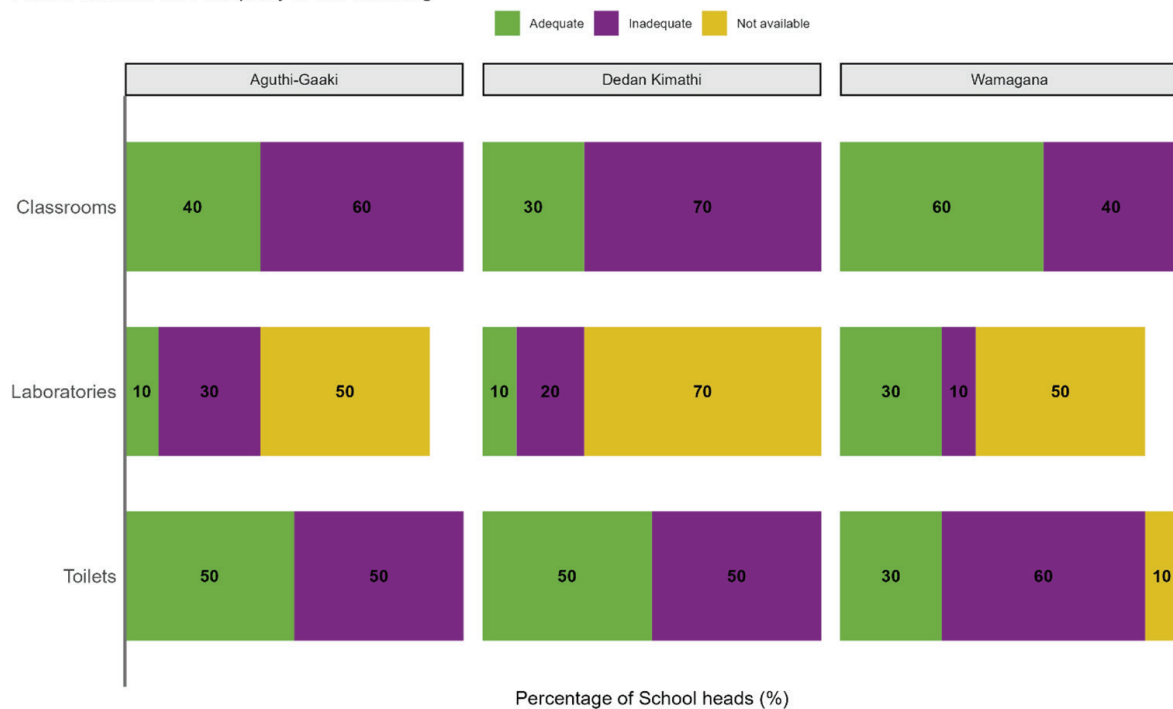 Adequate Inadequate Not available
Aguthi-Gaaki Dedan Kimathi Wamagana
Classrooms 40 60 30 70 60 40
Laboratories 10 30 50 10 20 70 30 10 50
Toilets 50 50 50 50 30 60 10
Percentage of School heads (%)